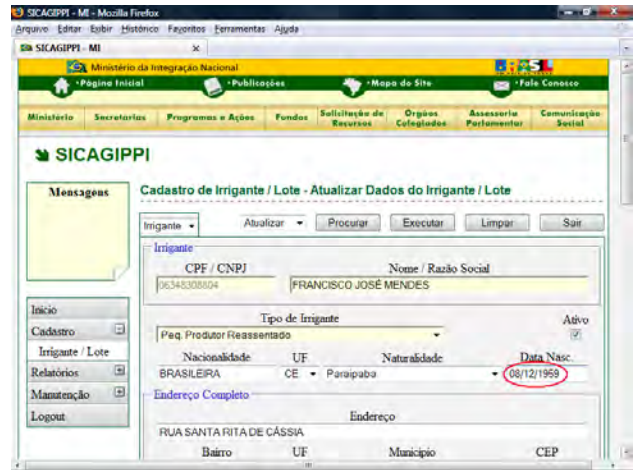 SICAGIPPI - MI - Mozilla Firefox
Arquivo Editar Exibir Histórico Favoritos Ferramentas Ajuda
SICAGIPPI - MI
Ministério da Integração Nacional
Página Inicial Publicações Mapa do Site Fale Conosco
Ministério Secretarias Programas e Ações Fundos Solicitação de Recursos Orgãos Colegiados Assessoria Parlamentar Comunicação Social
SICAGIPPI
Mensagens
Cadastro de Irrigante / Lote - Atualizar Dados do Irrigante / Lote
Irrigante Atualizar Procurar Executar Limpar Sair
Irrigante
CPF / CNPJ Nome / Razão Social
06348308804 FRANCISCO JOSÉ MENDES
Início
Cadastro
Irrigante / Lote
Relatórios
Manutenção
Logout
Tipo de Irrigante Ativo
Peq. Produtor Reassentado
Nacionalidade UF Naturalidade Data Nasc.
BRASILEIRA CE Paraipaba 08/12/1959
Endereço Completo
Endereço
RUA SANTA RITA DE CÁSSIA
Bairro UF Município CEP